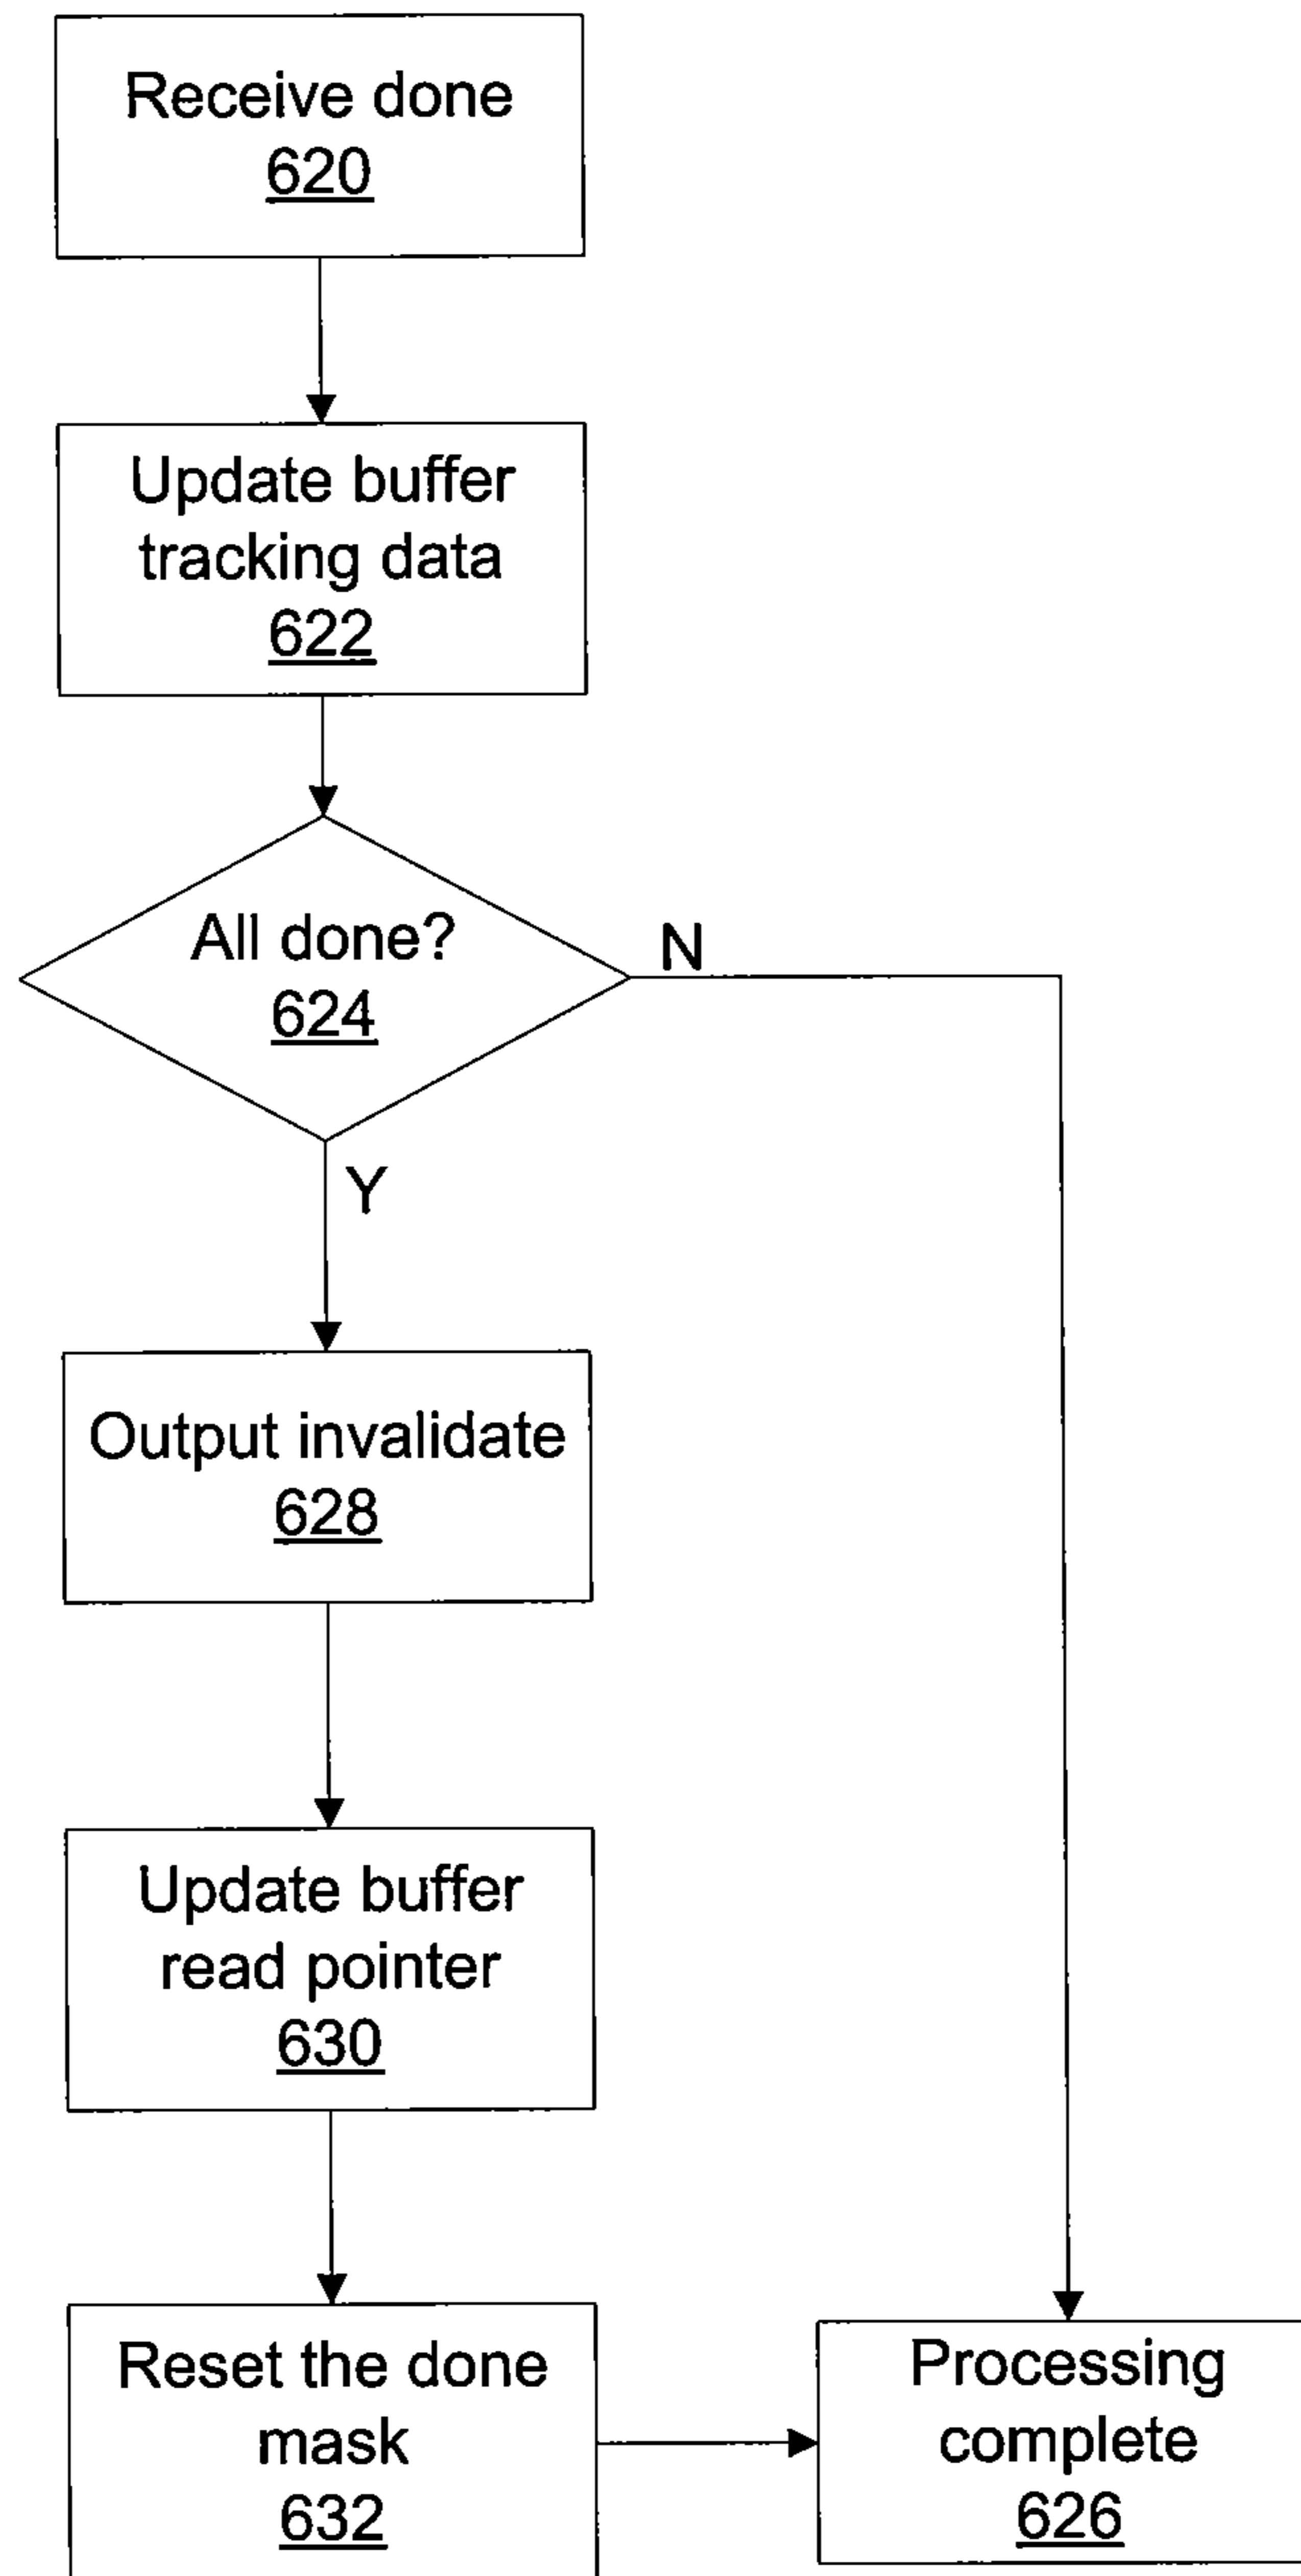 Receive done
620
Update buffer
tracking data
622
All done?
624
N
Y
Output invalidate
628
Update buffer
read pointer
630
Reset the done
mask
632
Processing
complete
626